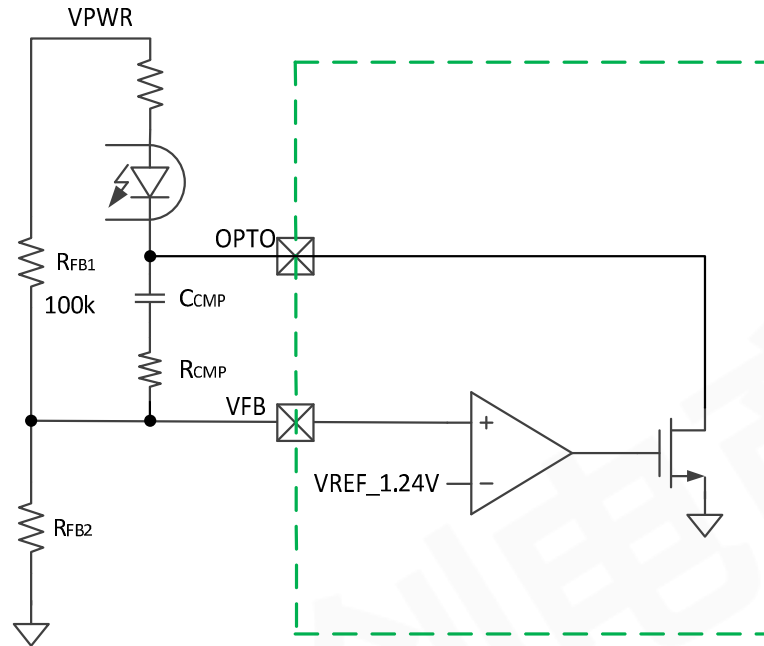 VPWR
OPTO
RFB1
100k
CCMP
RCMP
VFB
+
VREF_1.24V
−
RFB2